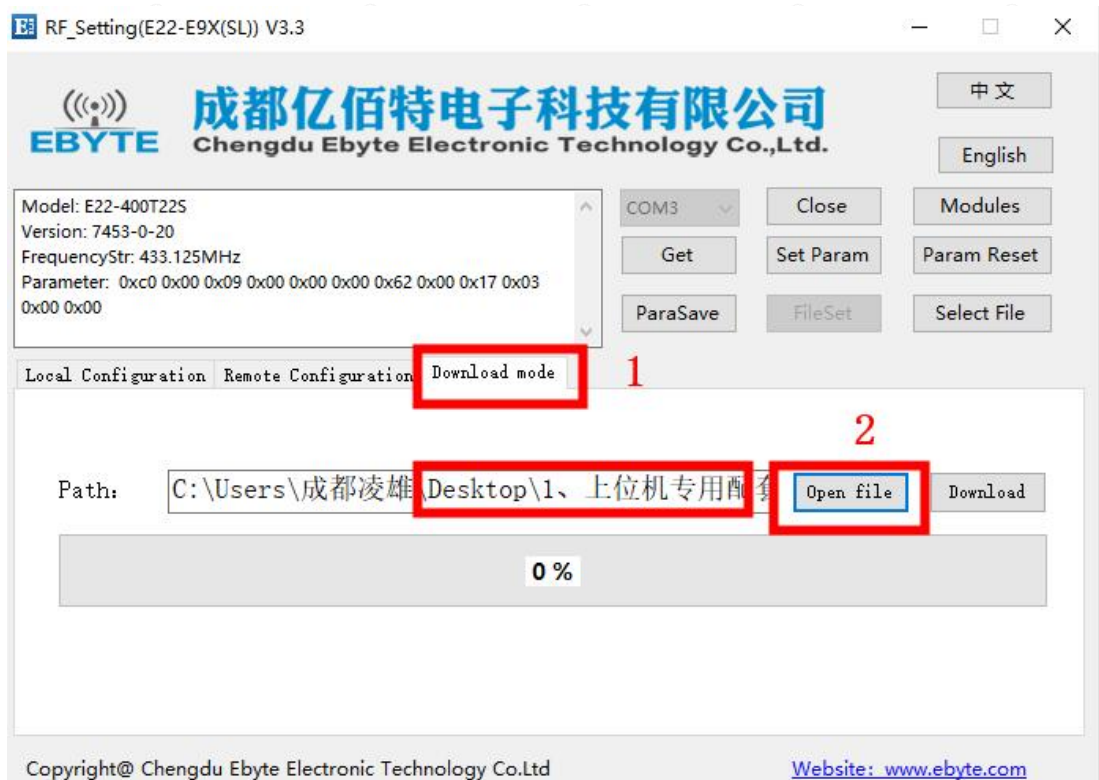 RF_Setting(E22-E9X(SL)) V3.3
EBYTE
成都亿佰特电子科技有限公司
Chengdu Ebyte Electronic Technology Co.,Ltd.
中文
English
Model: E22-400T22S
Version: 7453-0-20
FrequencyStr: 433.125MHz
Parameter: 0xc0 0x00 0x09 0x00 0x00 0x00 0x62 0x00 0x17 0x03
0x00 0x00
COM3 Close Modules
Get Set Param Param Reset
ParaSave FileSet Select File
Local Configuration Remote Configuration Download mode 1
2
Path: C:\Users\成都凌雄\Desktop\1、上位机专用配套 Open file Download
0 %
Copyright@ Chengdu Ebyte Electronic Technology Co.Ltd Website: www.ebyte.com